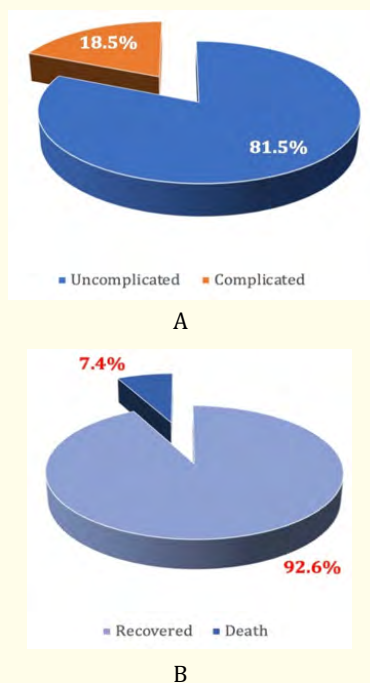 18.5%
81.5%
Uncomplicated Complicated
A
7.4%
92.6%
Recovered Death
B